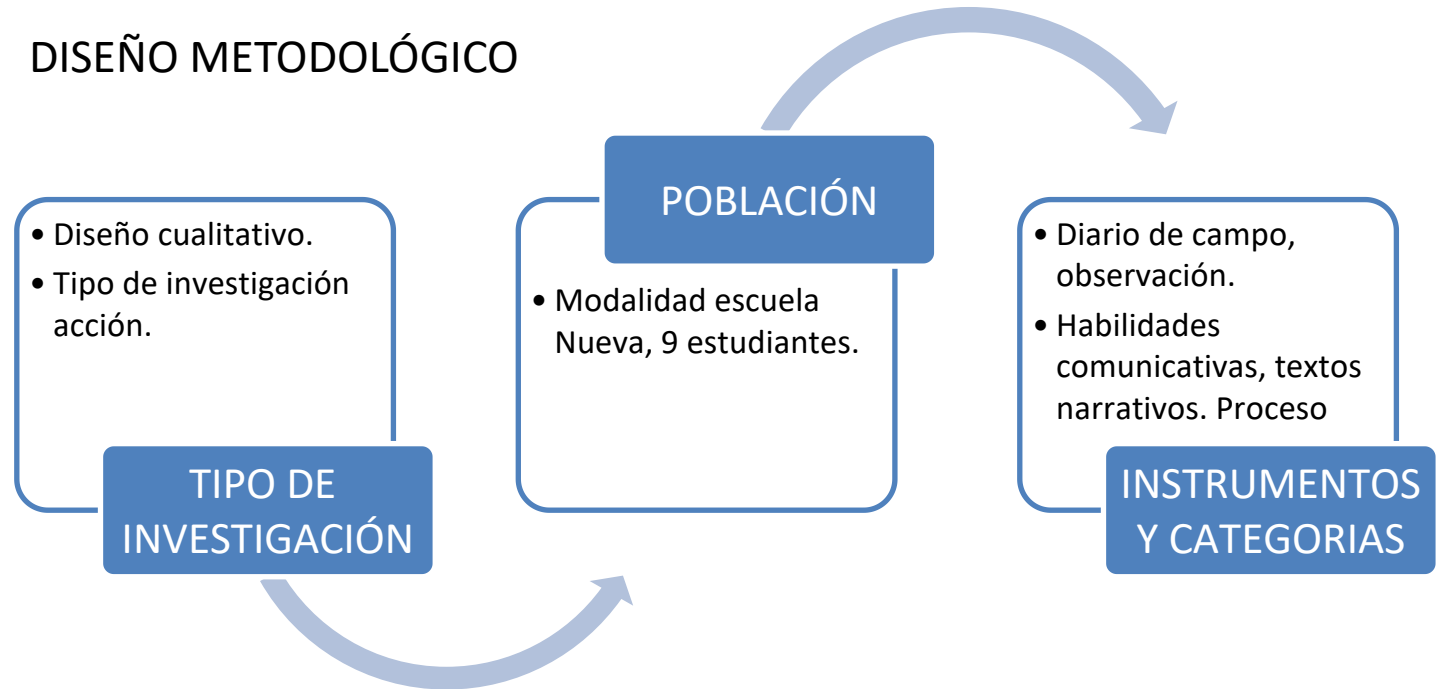 DISEÑO METODOLÓGICO
• Diseño cualitativo.
• Tipo de investigación
acción.
TIPO DE
INVESTIGACIÓN
POBLACIÓN
• Modalidad escuela
Nueva, 9 estudiantes.
• Diario de campo,
observación.
• Habilidades
comunicativas, textos
narrativos. Proceso
INSTRUMENTOS
Y CATEGORIAS